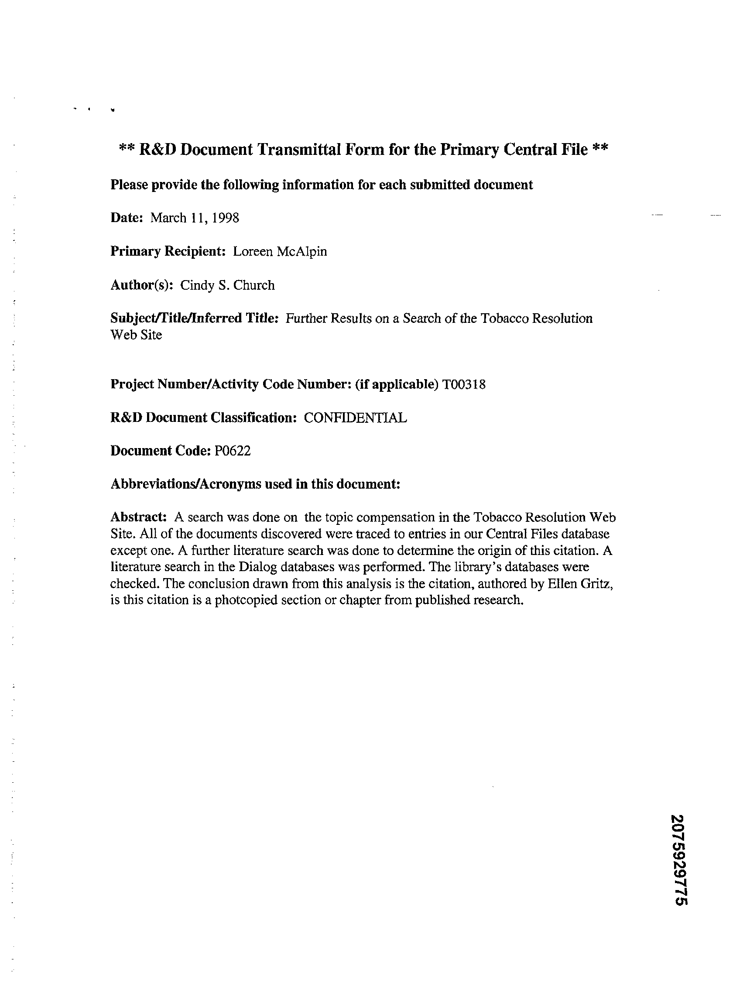 ** R&D Document Transmittal Form for the Primary Central File **
Please provide the following information for each submitted document
Date: March 11, 1998
Primary Recipient: Loreen McAlpin
Author(s): Cindy S. Church
Subject/Title/Inferred Title: Further Results on a Search of the Tobacco Resolution
Web Site
Project Number/Activity Code Number: (if applicable) T00318
R&D Document Classification: CONFIDENTIAL
Document Code: P0622
Abbreviations/Acronyms used in this document:
Abstract: A search was done on the topic compensation in the Tobacco Resolution Web
Site. All of the documents discovered were traced to entries in our Central Files database
except one. A further literature search was done to determine the origin of this citation. A
literature search in the Dialog databases was performed. The library's databases were
checked. The conclusion drawn from this analysis is the citation, authored by Ellen Gritz,
is this citation is a photcopied section or chapter from published research.
2075929775